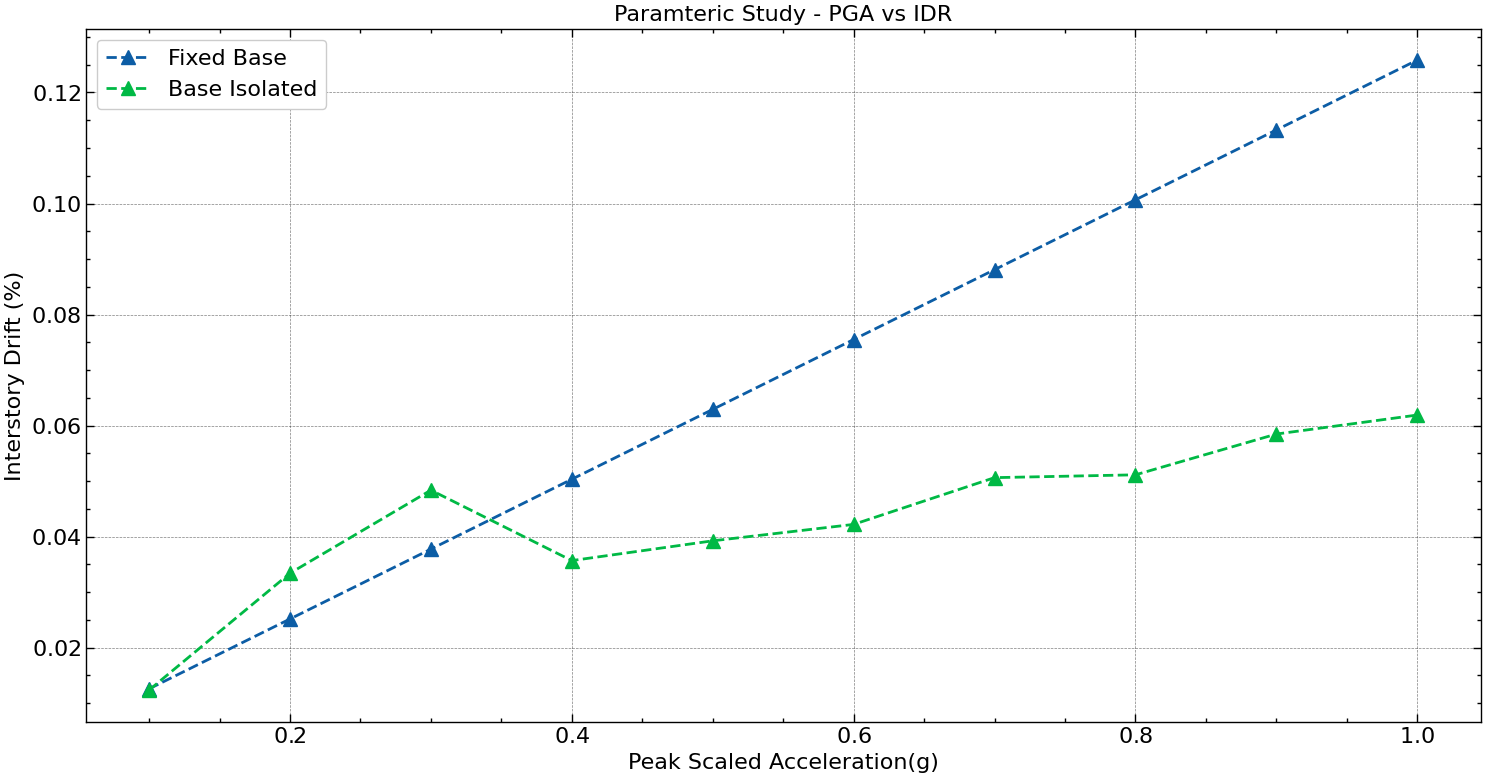 Paramteric Study - PGA vs IDR
Fixed Base
Base Isolated
0.12
0.10
0.08
0.06
0.04
0.02
Interstory Drift (%)
0.2 0.4 0.6 0.8 1.0
Peak Scaled Acceleration(g)